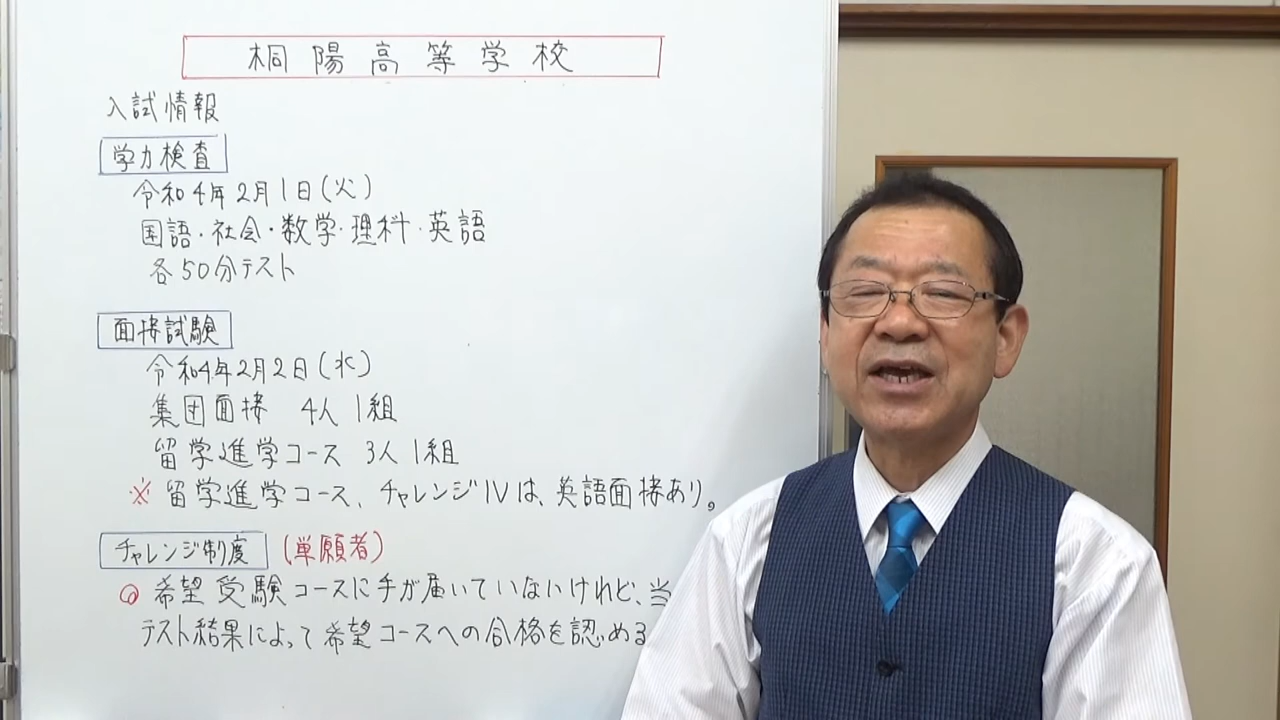 桐陽高等学校
入試情報
学力検査
令和4年2月1日(火)
国語・社会・数学・理科・英語
各50分テスト
面接試験
令和4年2月2日(水)
集団面接 4人1組
留学進学コース 3人1組
※ 留学進学コース、チャレンジⅣは、英語面接あり。
チャレンジ制度 (単願者)
◎ 希望受験コースに手が届いていないけれど、当
テスト結果によって希望コースへの合格を認める